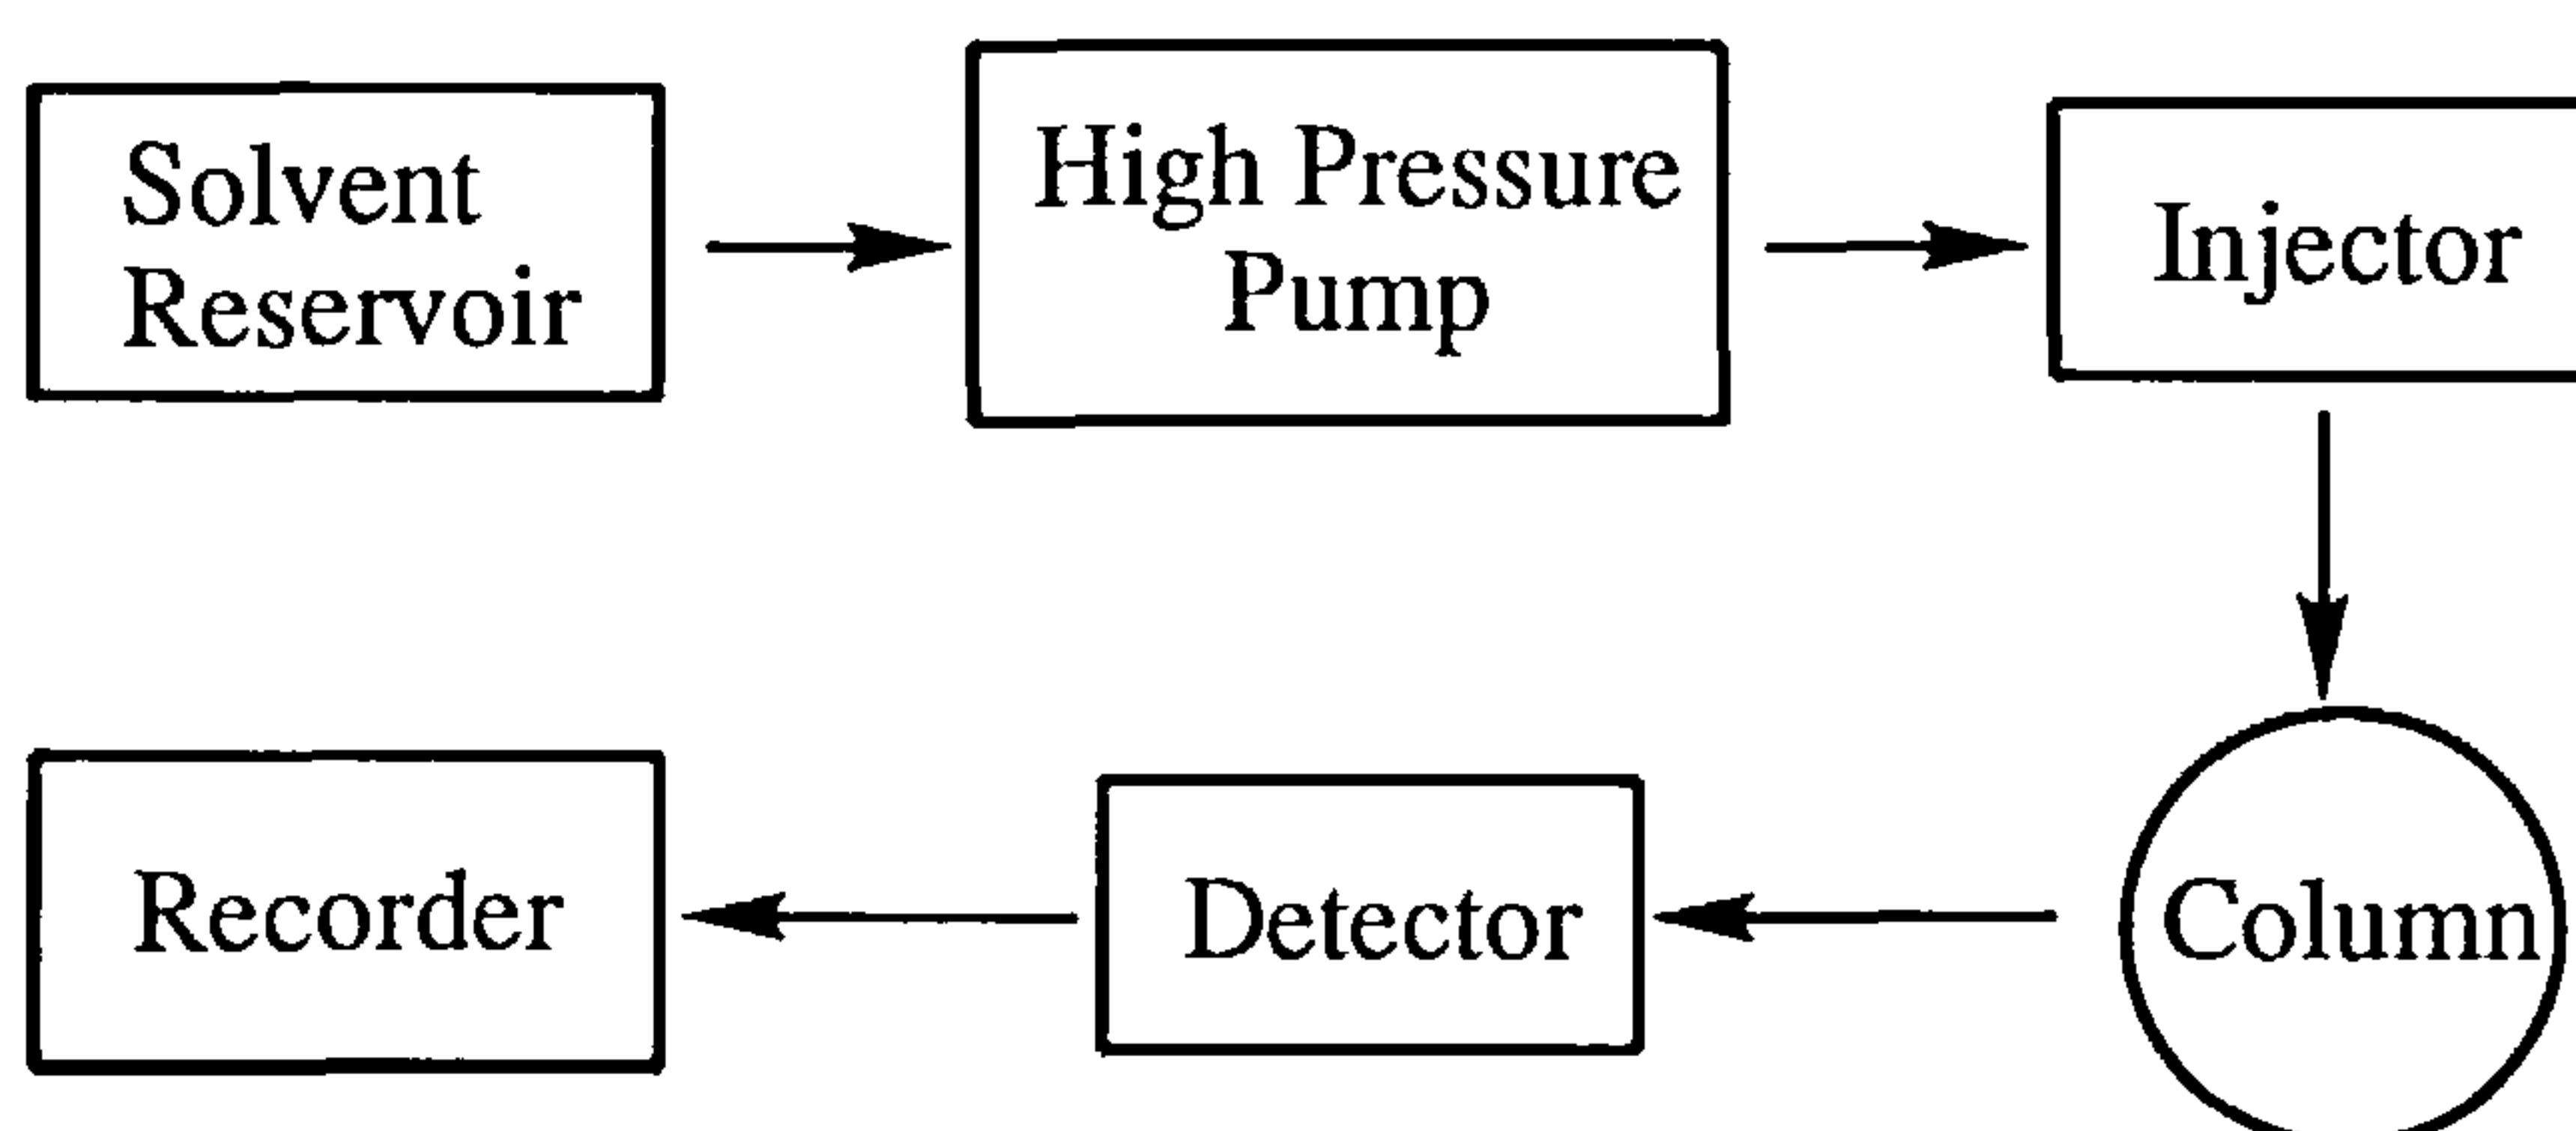 Solvent
Reservoir
High Pressure
Pump
Injector
Column
Detector
Recorder